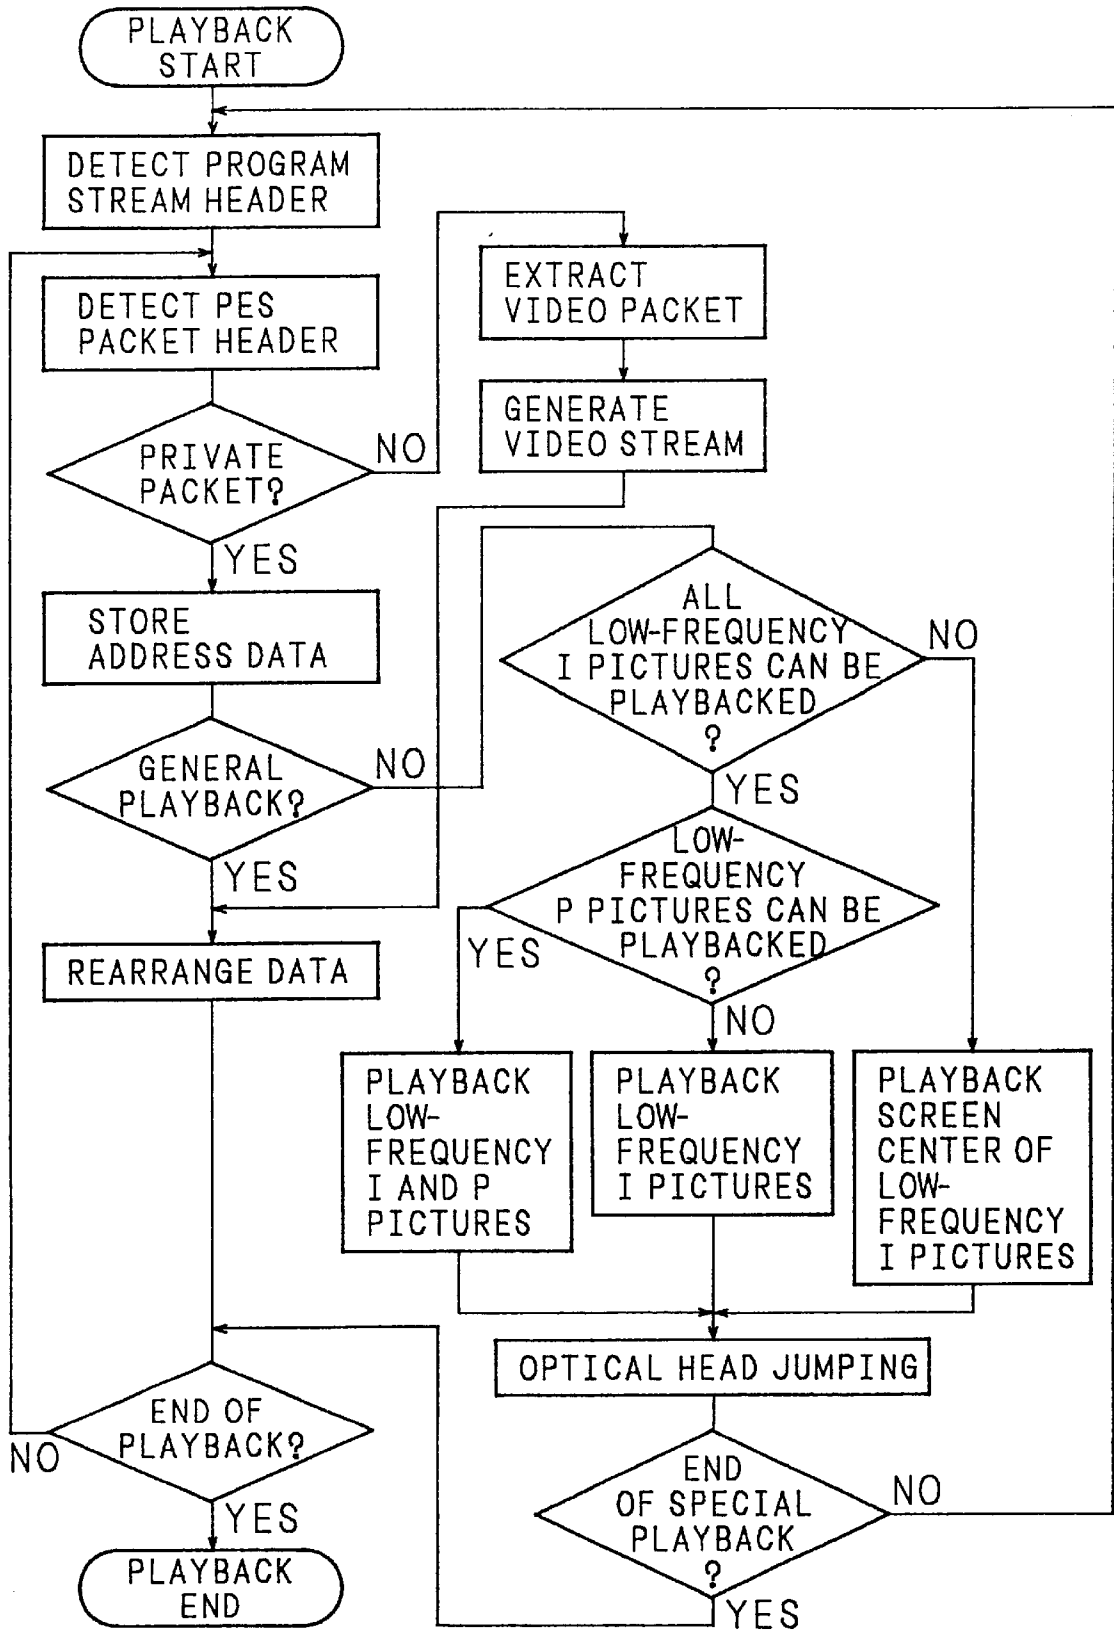 PLAYBACK
START
DETECT PROGRAM
STREAM HEADER
DETECT PES
PACKET HEADER
PRIVATE
PACKET?
NO
YES
EXTRACT
VIDEO PACKET
GENERATE
VIDEO STREAM
STORE
ADDRESS DATA
GENERAL
PLAYBACK?
NO
YES
REARRANGE DATA
ALL
LOW-FREQUENCY
I PICTURES CAN BE
PLAYBACKED
?
NO
YES
LOW-
FREQUENCY
P PICTURES CAN BE
PLAYBACKED
?
YES
NO
PLAYBACK
LOW-
FREQUENCY
I AND P
PICTURES
PLAYBACK
LOW-
FREQUENCY
I PICTURES
PLAYBACK
SCREEN
CENTER OF
LOW-
FREQUENCY
I PICTURES
OPTICAL HEAD JUMPING
END
OF SPECIAL
PLAYBACK
?
NO
YES
END OF
PLAYBACK?
NO
YES
PLAYBACK
END